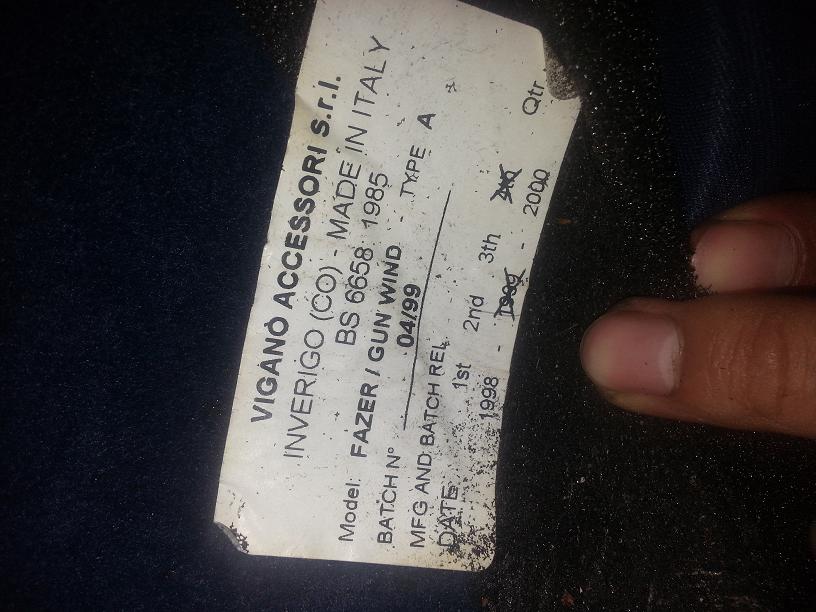 VIGANÒ ACCESSORI S.r.l.
INVERIGO (CO) - MADE IN ITALY
BS 6658 1985
Model: FAZER / GUN WIND - TYPE A
BATCH N° 04/99
MFG AND BATCH REL
DATE 1st 2nd 3th 4th Qtr
1998 - 1999 - 2000